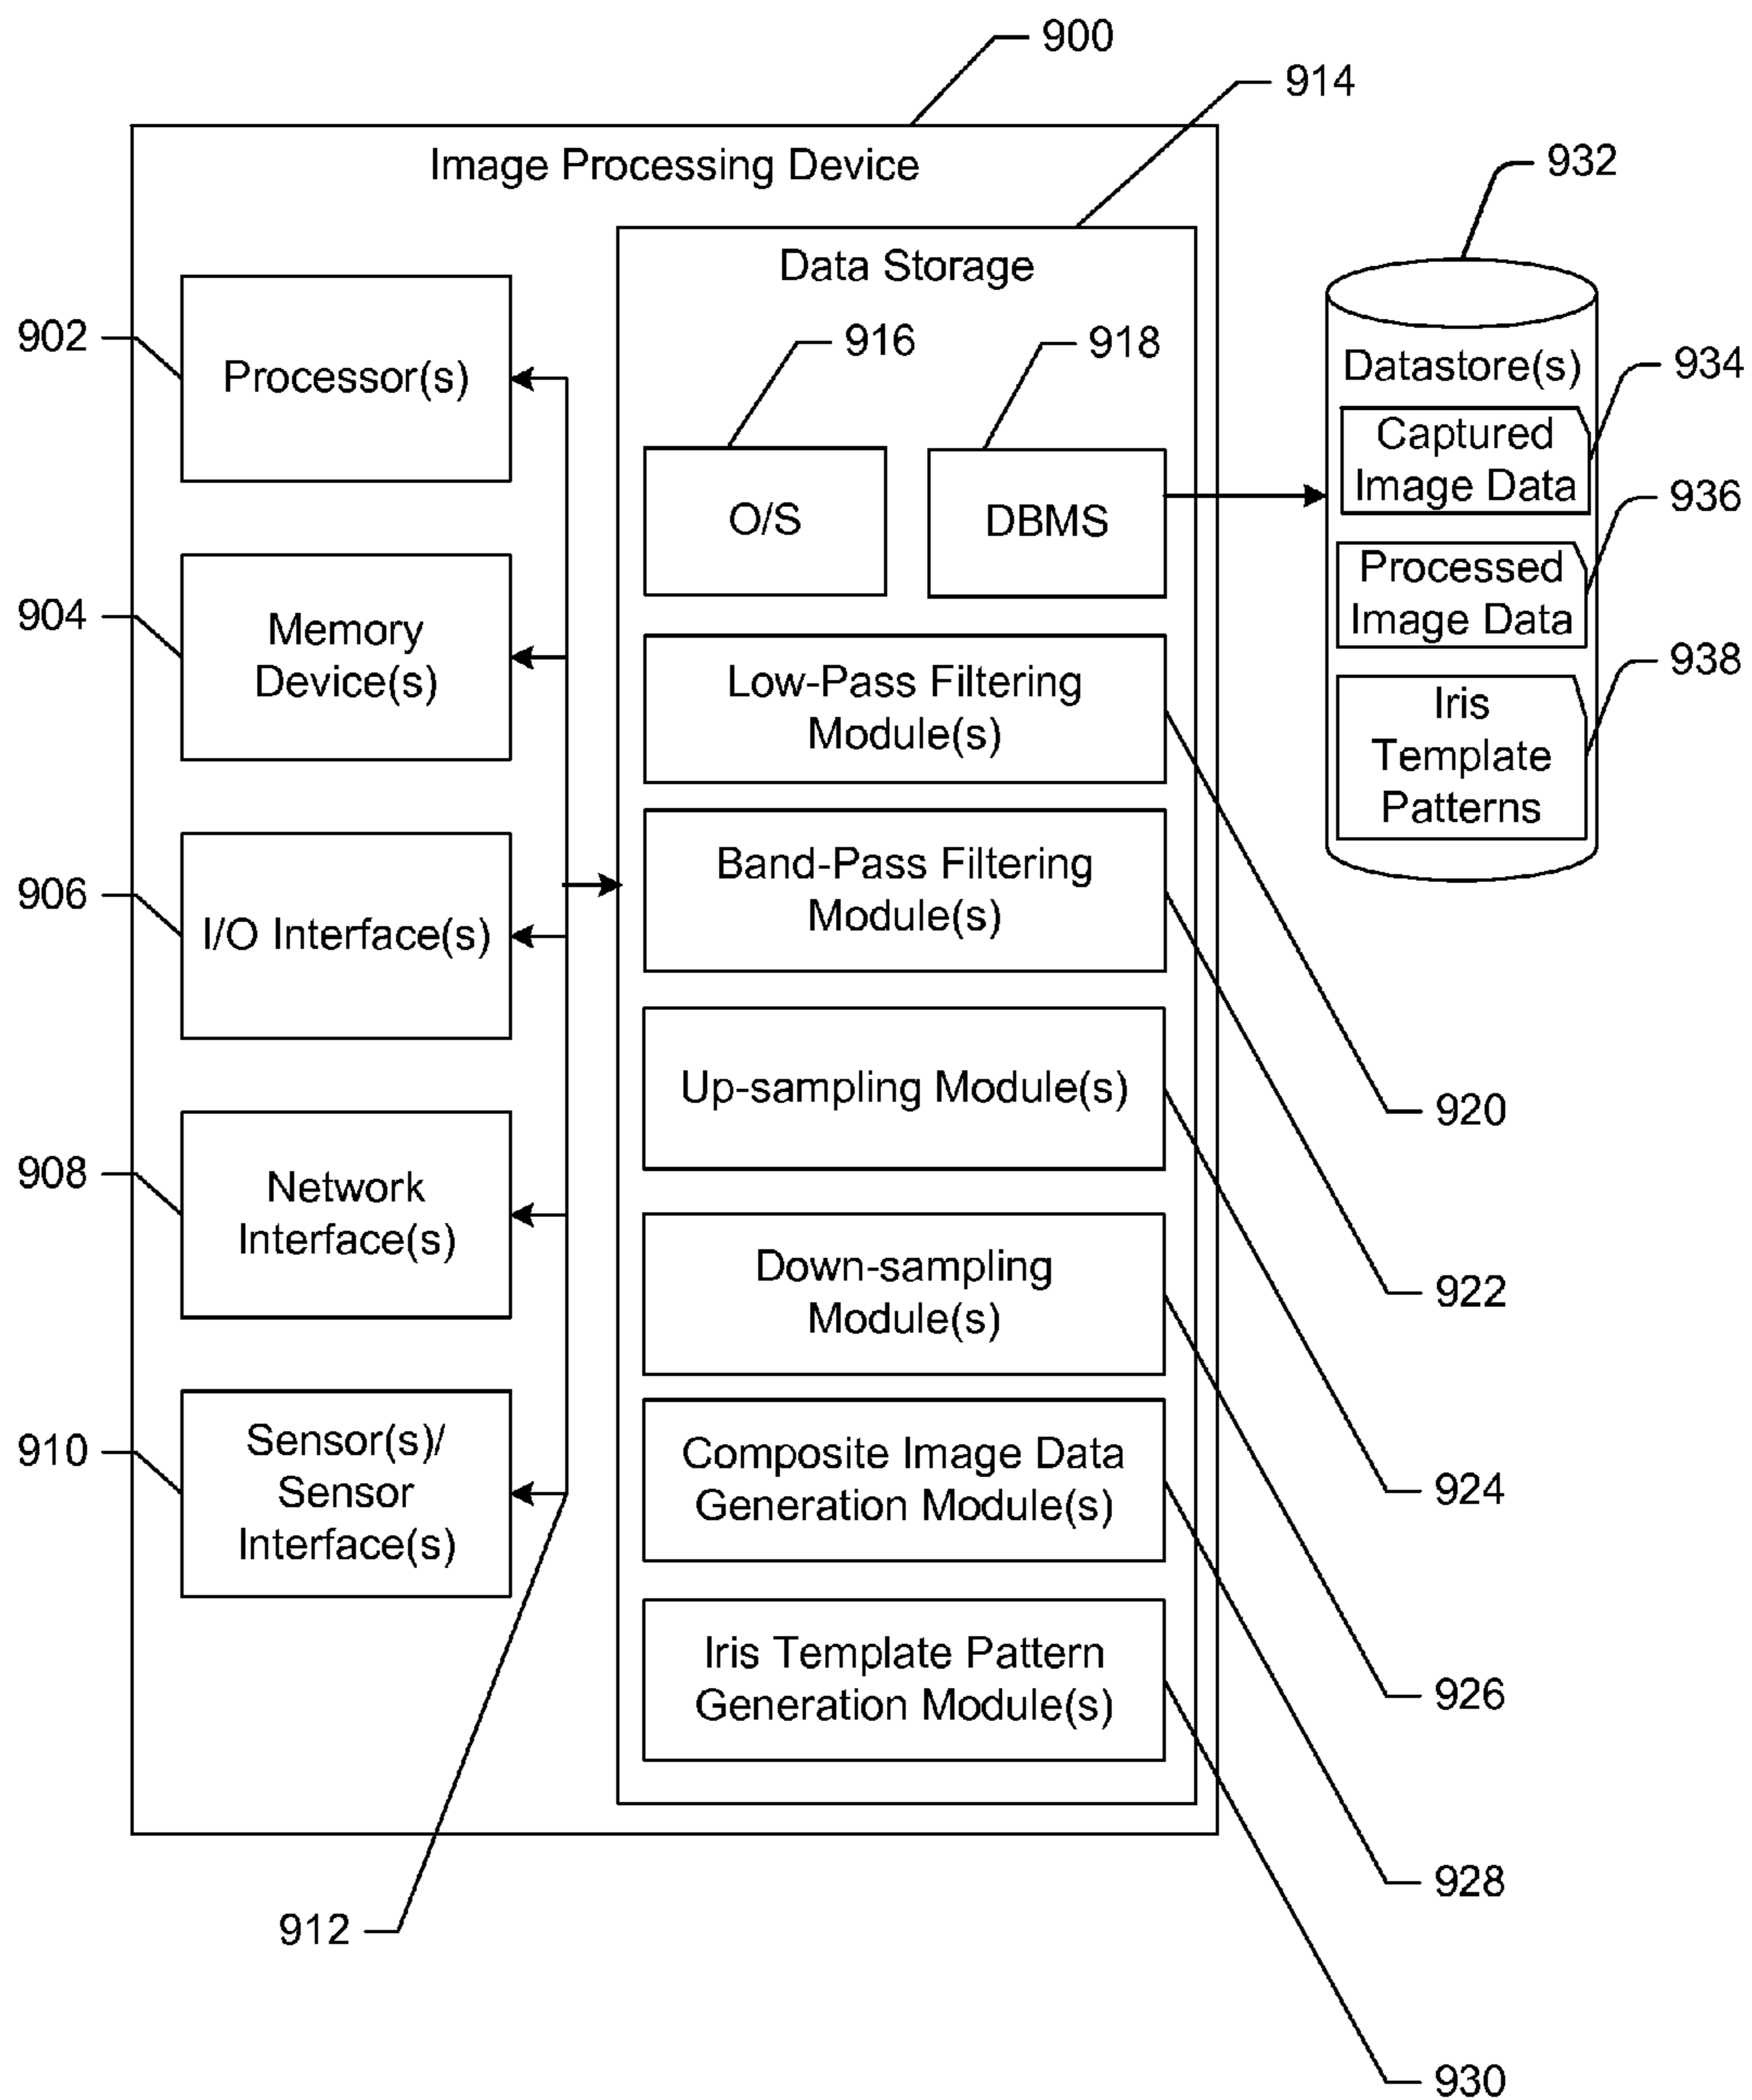 900
914
Image Processing Device
932
Data Storage
902
Processor(s)
916
918
O/S
DBMS
Datastore(s)
934
Captured
Image Data
936
Processed
Image Data
938
Iris
Template
Patterns
904
Memory
Device(s)
Low-Pass Filtering
Module(s)
906
I/O Interface(s)
Band-Pass Filtering
Module(s)
Up-sampling Module(s)
920
908
Network
Interface(s)
Down-sampling
Module(s)
922
910
Sensor(s)/
Sensor
Interface(s)
Composite Image Data
Generation Module(s)
924
Iris Template Pattern
Generation Module(s)
926
928
912
930